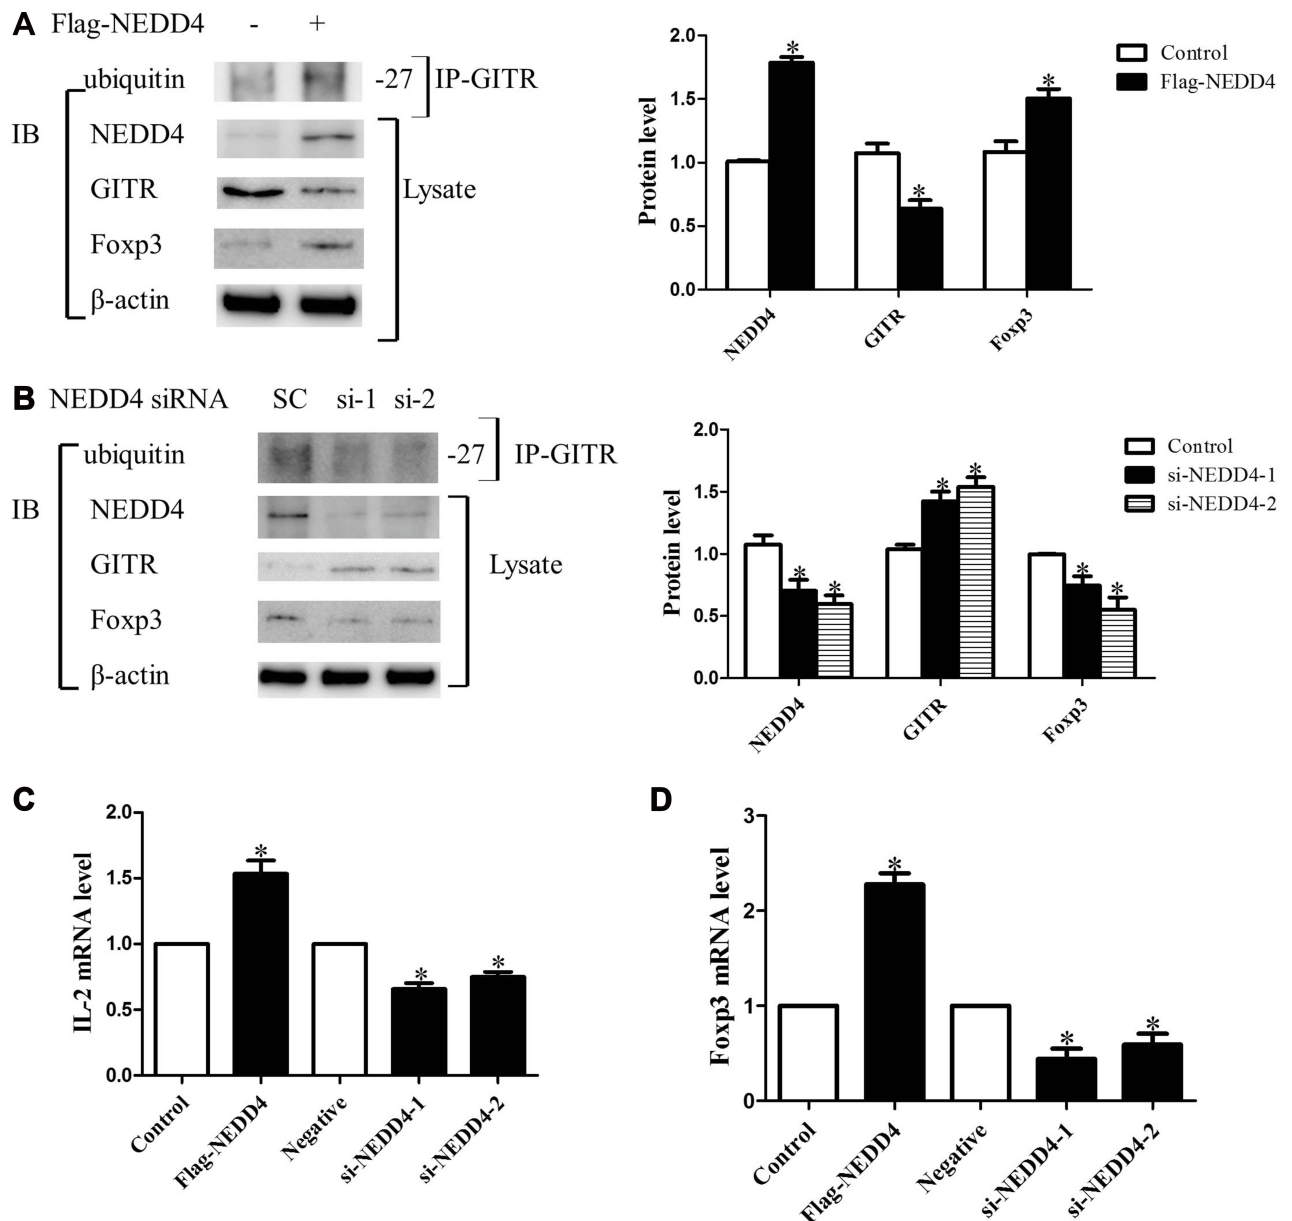 A Flag-NEDD4 - +
ubiquitin -27 IP-GITR
IB NEDD4
GITR Lysate
Foxp3
β-actin
2.0
1.5
1.0
0.5
0.0
Protein level
* * *
NEDD4 GITR Foxp3
Control
Flag-NEDD4
B NEDD4 siRNA SC si-1 si-2
ubiquitin -27 IP-GITR
IB NEDD4
GITR Lysate
Foxp3
β-actin
2.0
1.5
1.0
0.5
0.0
Protein level
* * * * * *
NEDD4 GITR Foxp3
Control
si-NEDD4-1
si-NEDD4-2
C
2.0
1.5
1.0
0.5
0.0
IL-2 mRNA level
* * *
Control Flag-NEDD4 Negative si-NEDD4-1 si-NEDD4-2
D
3
2
1
0
Foxp3 mRNA level
* * *
Control Flag-NEDD4 Negative si-NEDD4-1 si-NEDD4-2